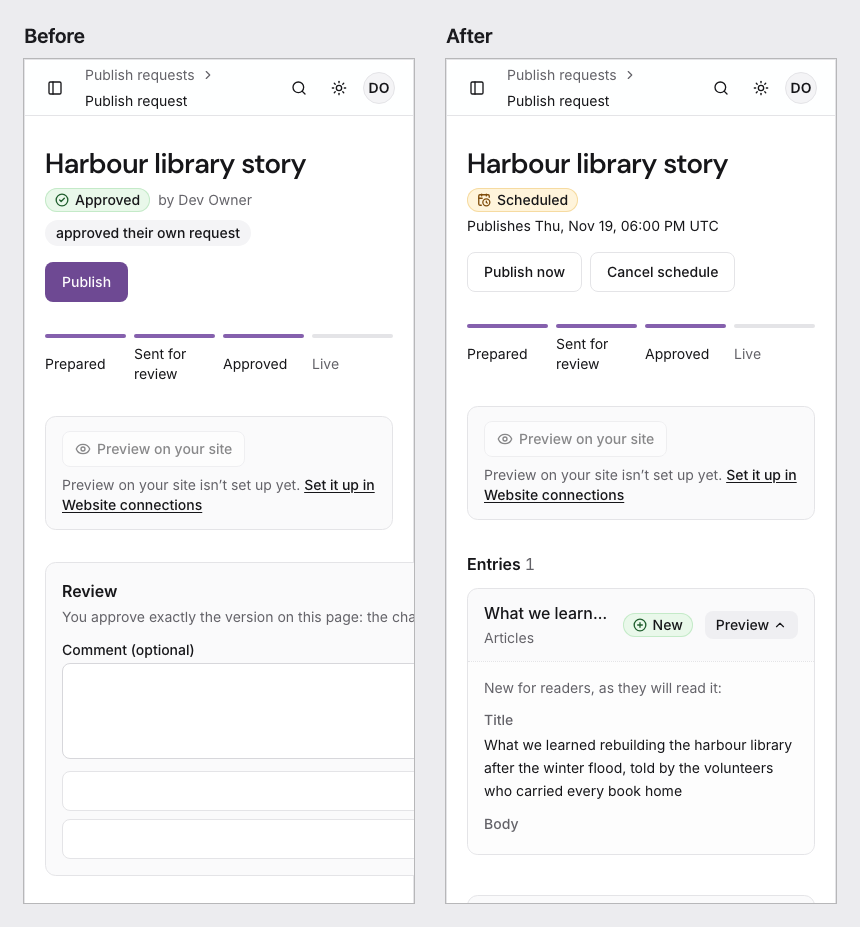 Before
Publish requests
Publish request
DO
Harbour library story
Approved by Dev Owner
approved their own request
Publish
Prepared
Sent for
review
Approved
Live
Preview on your site
Preview on your site isn’t set up yet. Set it up in
Website connections
Review
You approve exactly the version on this page: the cha
Comment (optional)
After
Publish requests
Publish request
DO
Harbour library story
Scheduled
Publishes Thu, Nov 19, 06:00 PM UTC
Publish now
Cancel schedule
Prepared
Sent for
review
Approved
Live
Preview on your site
Preview on your site isn’t set up yet. Set it up in
Website connections
Entries 1
What we learn...
Articles
New
Preview
New for readers, as they will read it:
Title
What we learned rebuilding the harbour library
after the winter flood, told by the volunteers
who carried every book home
Body